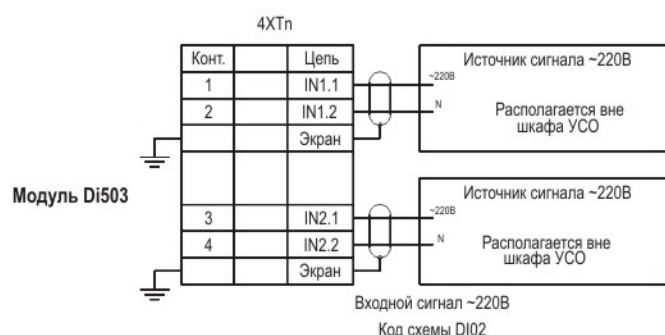 4XTn
Конт. Цепь
1 IN1.1
2 IN1.2
Экран
~220В
N
Источник сигнала ~220В
Располагается вне
шкафа УСО
Модуль Di503
3 IN2.1
4 IN2.2
Экран
~220В
N
Источник сигнала ~220В
Располагается вне
шкафа УСО
Входной сигнал ~220В
Код схемы DI02